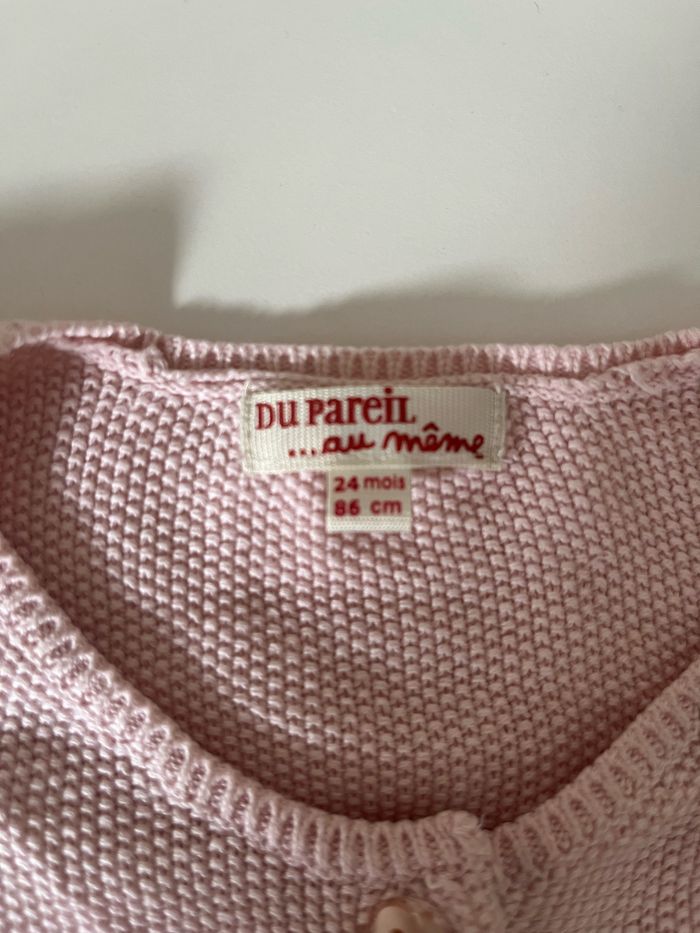 DU PAREIL
...au même
24 mois
86 cm